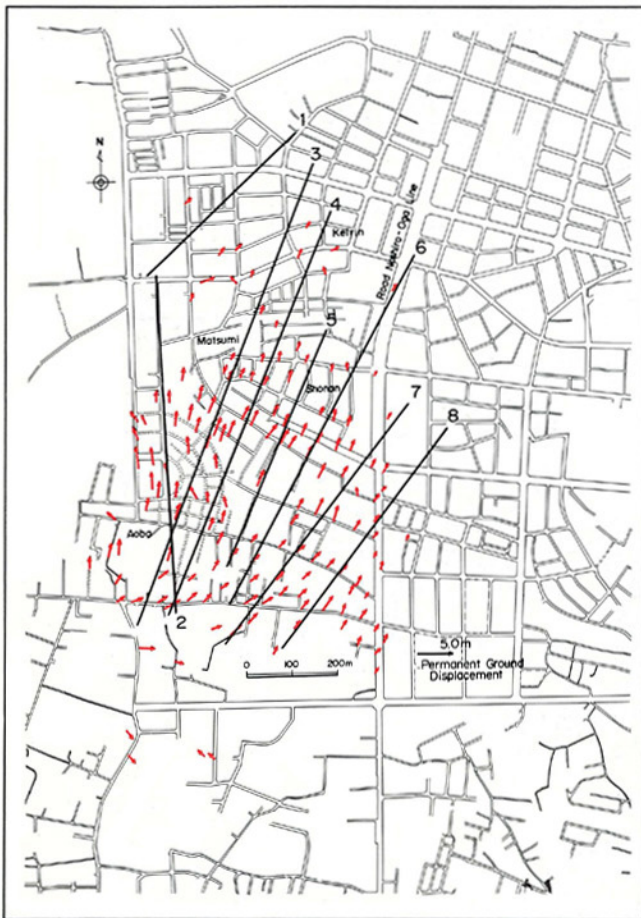 1
N
3
4
Keirin
Road Noshiro-Oga Line
6
5
Matsumi
Shonan
7
8
Aoba
2
5.0m
Permanent Ground
Displacement
0 100 200m